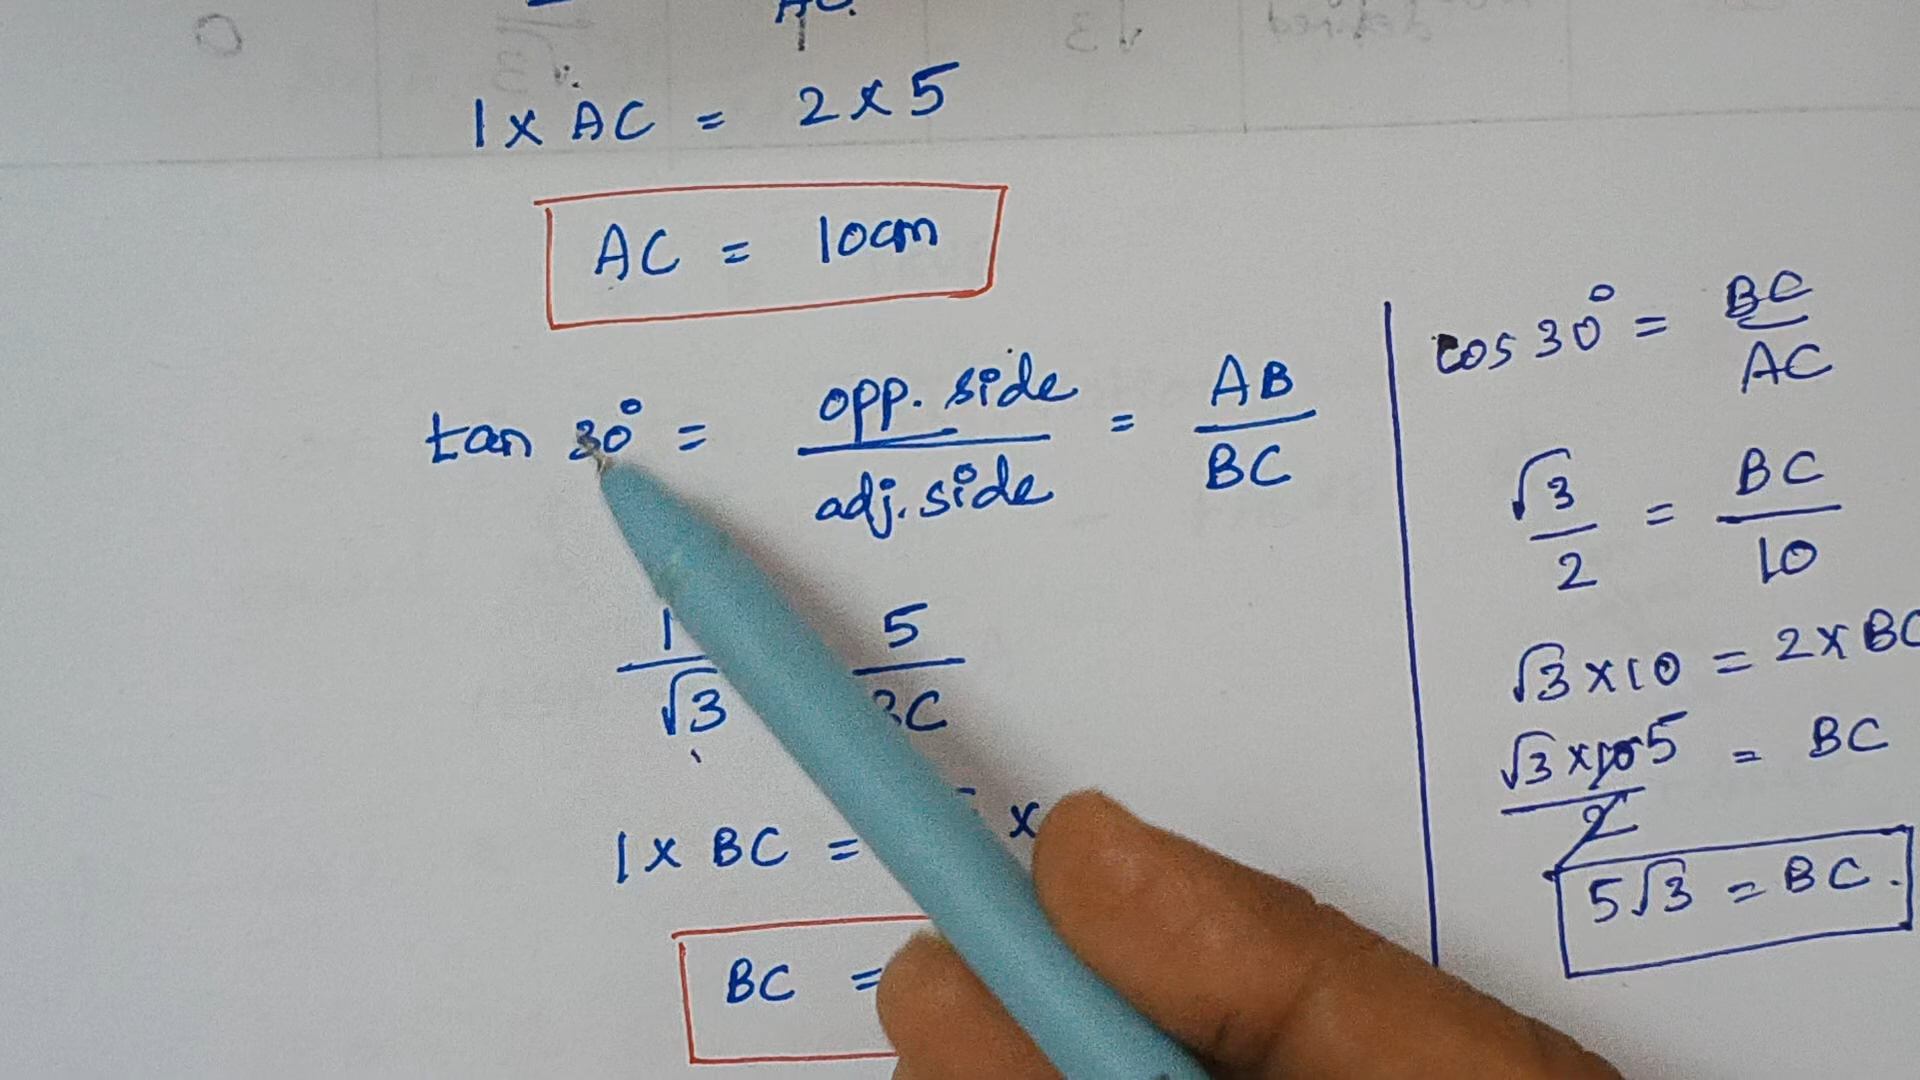 AC.
1 × AC = 2 × 5
AC = 10cm
tan 30° = opp. side / adj. side = AB / BC
1 / √3 5 / BC
1 × BC = ×
BC =
cos 30° = BC / AC
√3 / 2 = BC / 10
√3 × 10 = 2 × BC
√3 × 10 5 / 2 = BC
5√3 = BC.